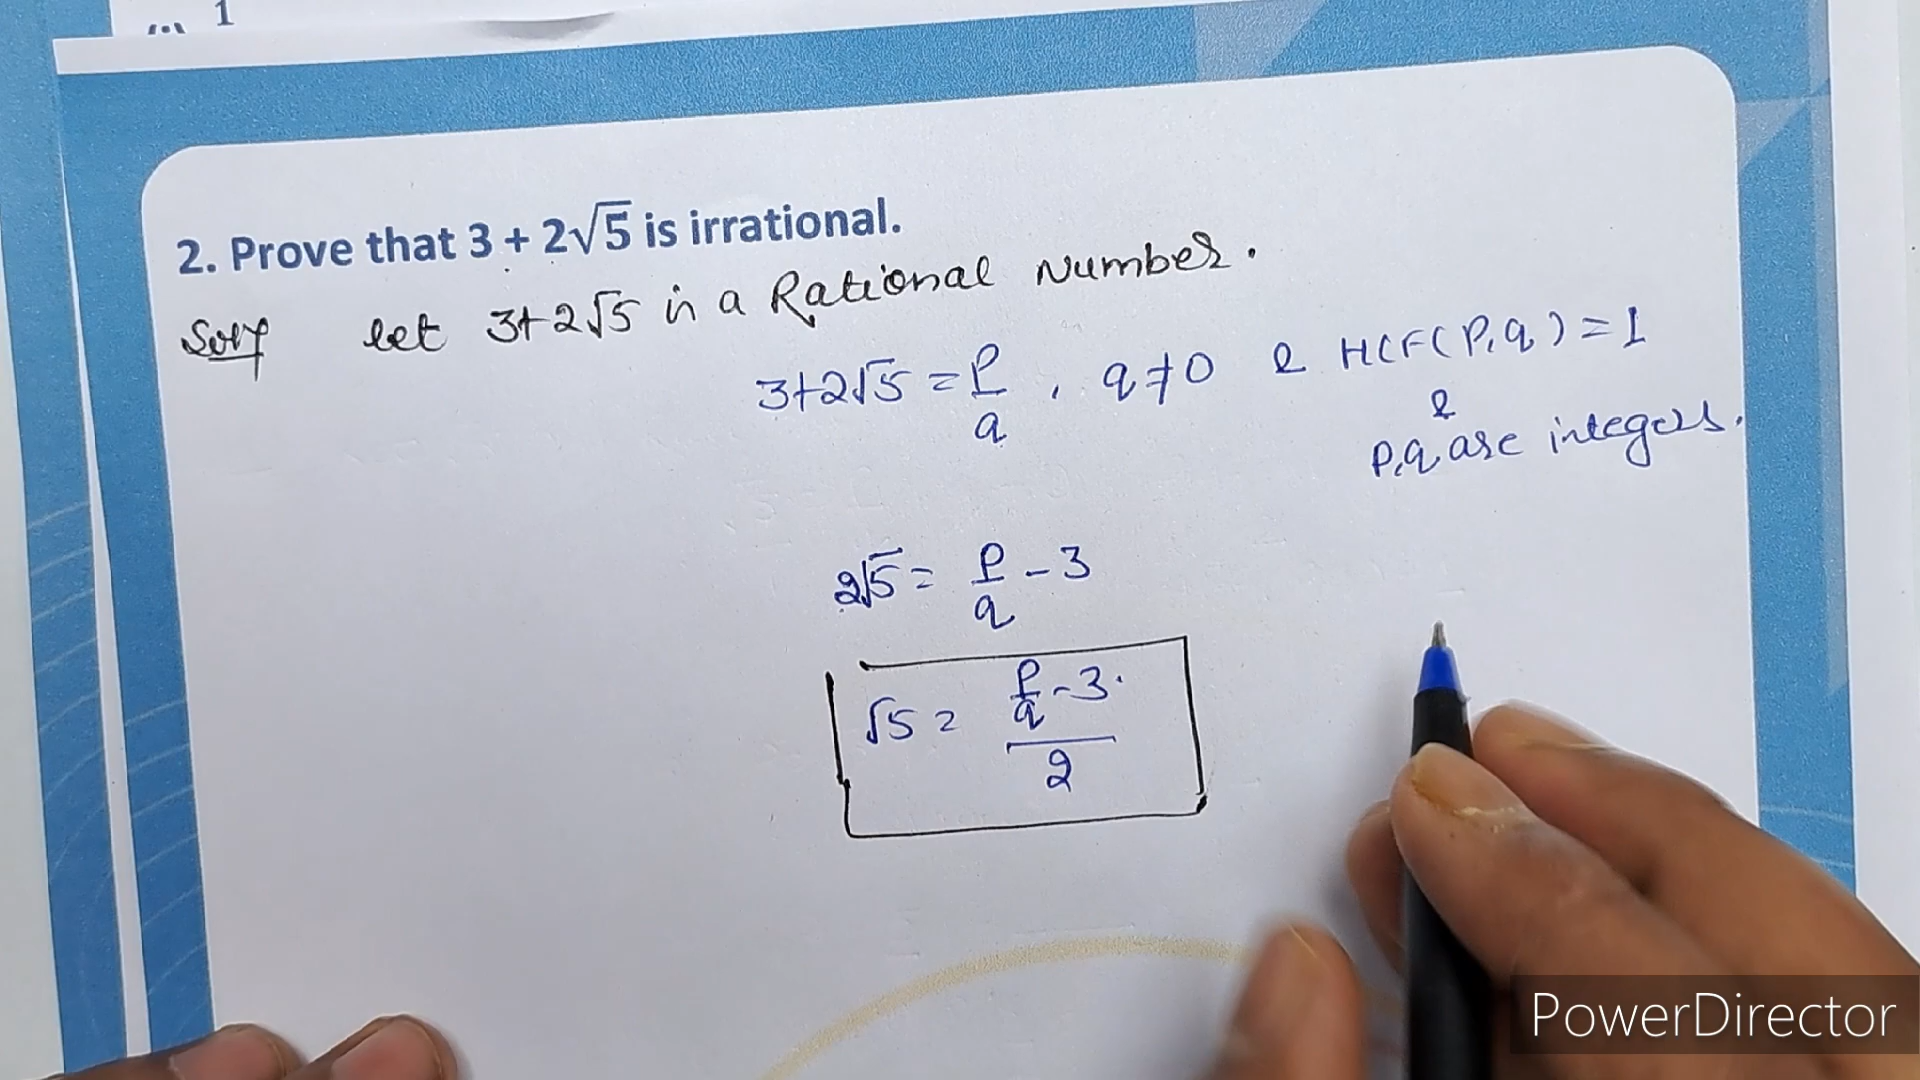 1
2. Prove that 3 + 2√5 is irrational.
Solⁿ let 3+2√5 is a Rational Number.
3+2√5 = p/q , q≠0 & HCF(P,q)=1
&
P,q are integers.
2√5 = p/q - 3
√5 = (p/q - 3)/2
PowerDirector